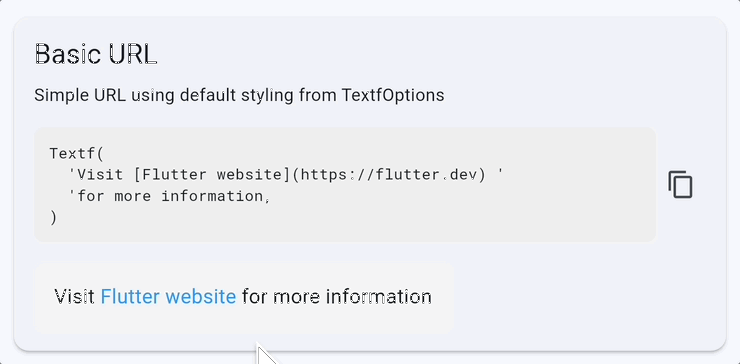 Basic URL
Simple URL using default styling from TextfOptions
Textf(
'Visit [Flutter website](https://flutter.dev) '
'for more information,
)
Visit Flutter website for more information